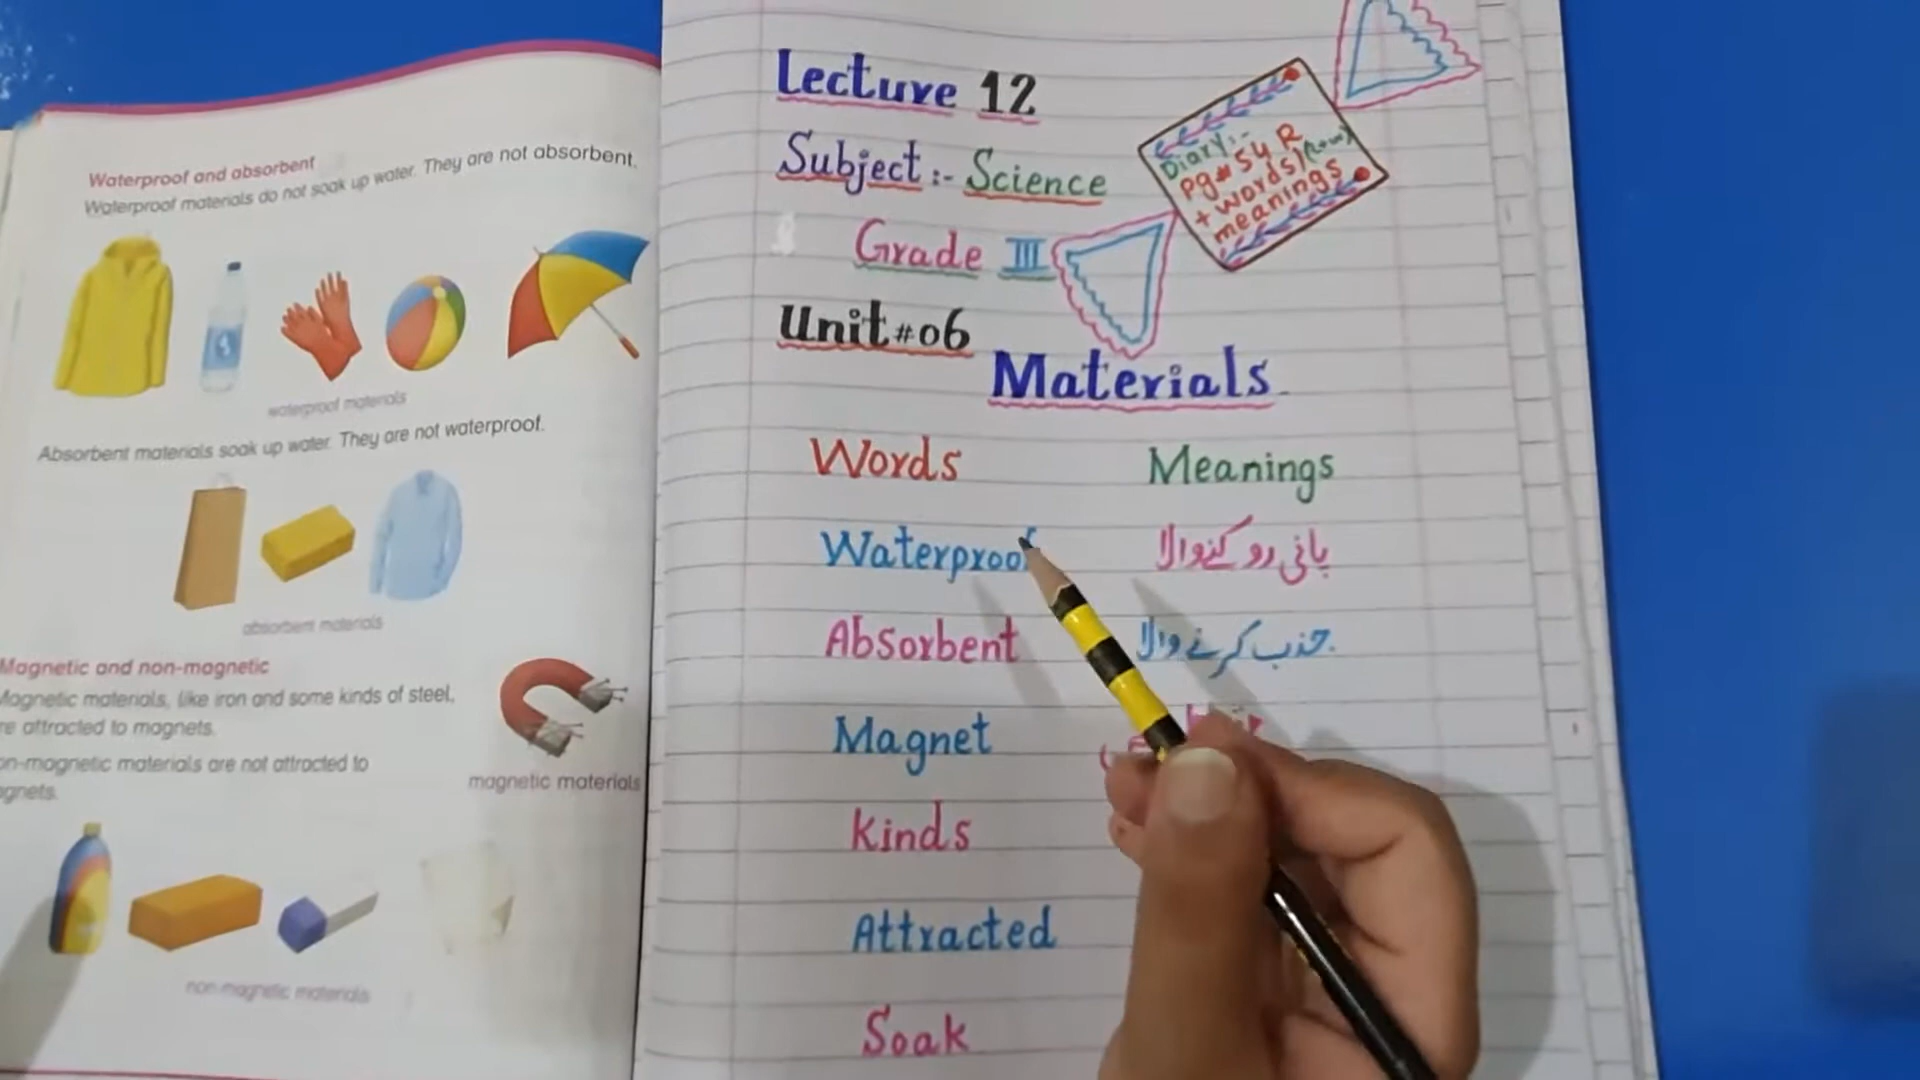 Waterproof and absorbent
Waterproof materials do not soak up water. They are not absorbent.
waterproof materials
Absorbent materials soak up water. They are not waterproof.
absorbent materials
Magnetic and non-magnetic
Magnetic materials, like iron and some kinds of steel,
re attracted to magnets.
magnetic materials
on-magnetic materials are not attracted to
gnets.
non-magnetic materials
Lecture 12
Subject:- Science
Grade III
Unit#06
Materials
Diary:-
pg# 54 R
+ words)
meanings
Words Meanings
Waterproof پانی روکنے والا
Absorbent جذب کرنے والا
Magnet
Kinds
Attracted
Soak